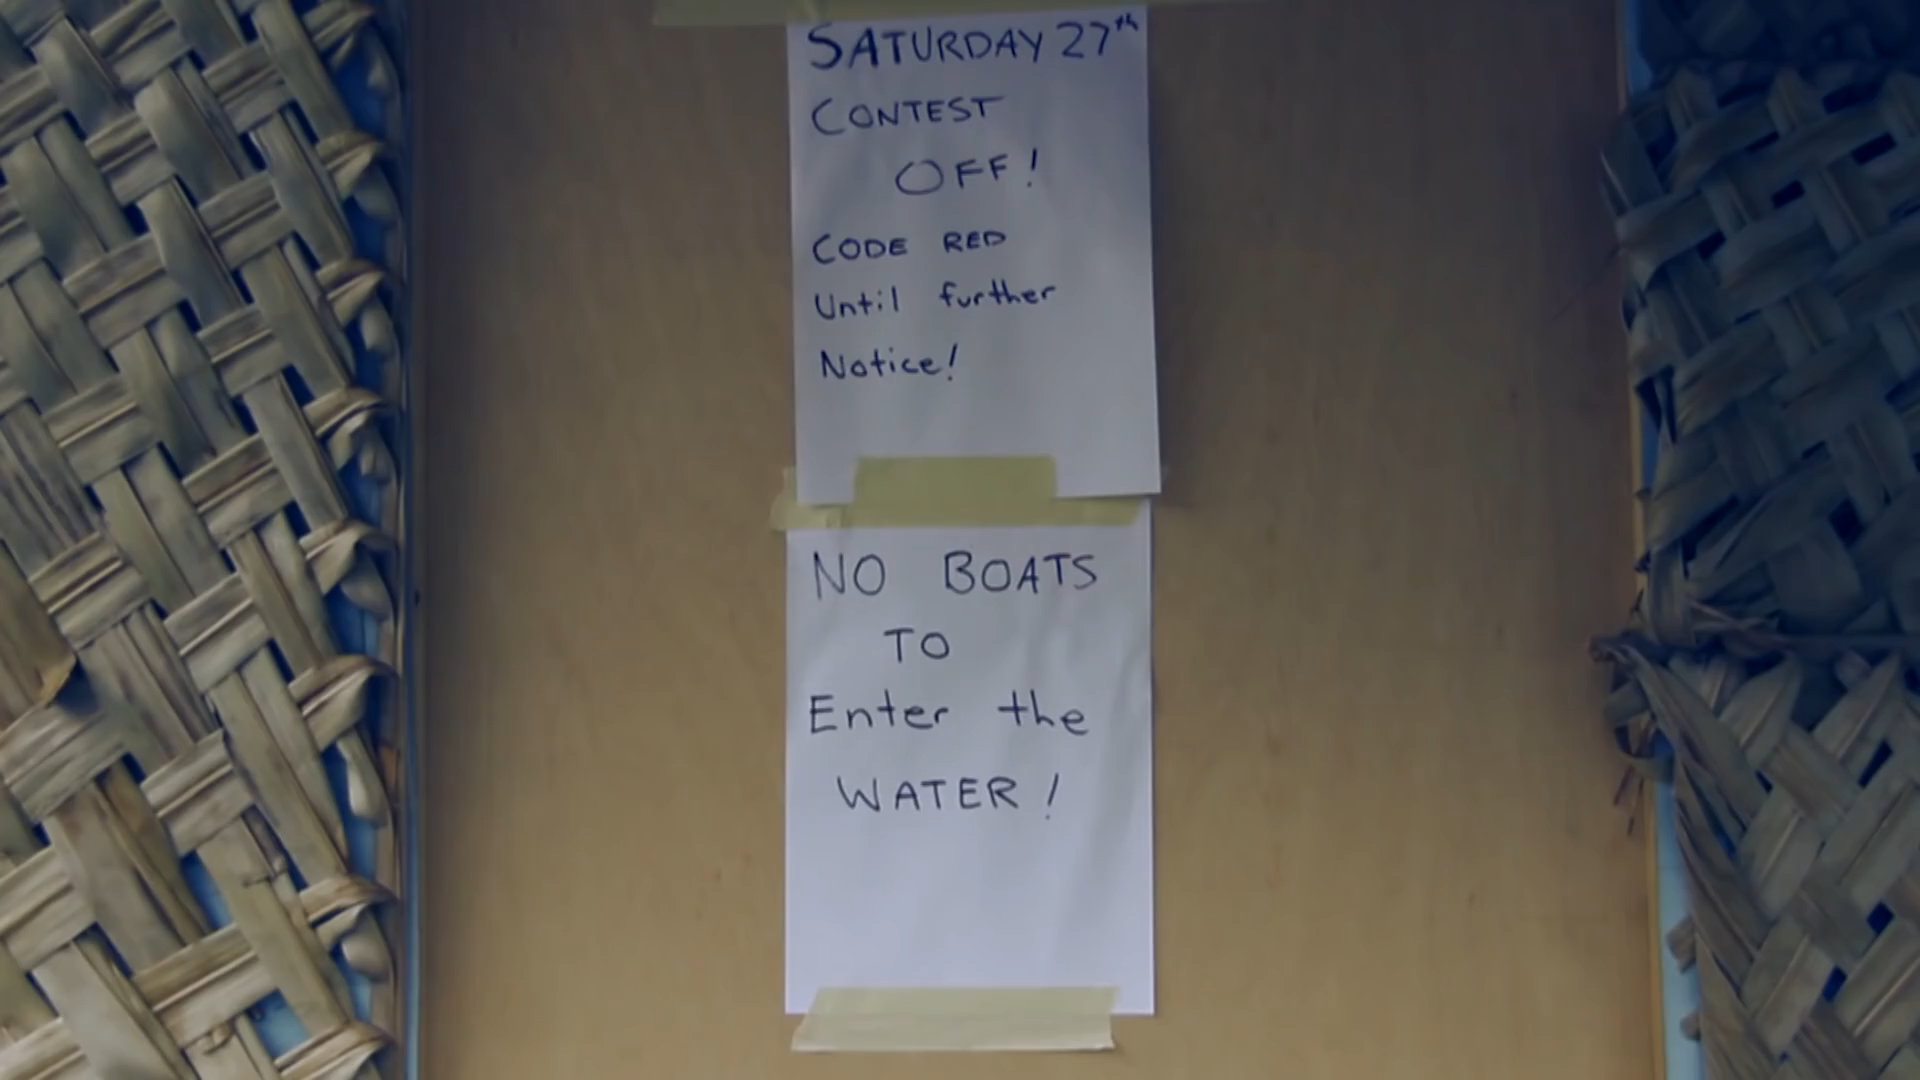 SATURDAY 27th
CONTEST
OFF!
CODE RED
Until further
Notice!
NO BOATS
TO
Enter the
WATER!